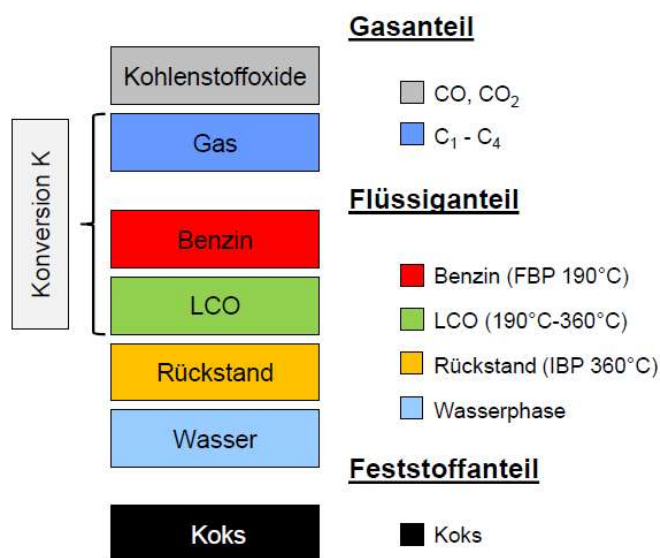 Gasanteil
Kohlenstoffoxide
CO, CO₂
Gas
C₁ - C₄
Konversion K
Flüssiganteil
Benzin
Benzin (FBP 190°C)
LCO
LCO (190°C-360°C)
Rückstand
Rückstand (IBP 360°C)
Wasser
Wasserphase
Feststoffanteil
Koks
Koks